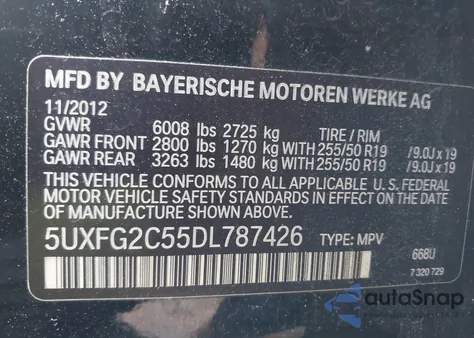 MFD BY BAYERISCHE MOTOREN WERKE AG
11/2012
GVWR 6008 lbs 2725 kg TIRE / RIM
GAWR FRONT 2800 lbs 1270 kg WITH 255/50 R19 /9.0J x 19
GAWR REAR 3263 lbs 1480 kg WITH 255/50 R19 /9.0J x 19
THIS VEHICLE CONFORMS TO ALL APPLICABLE U. S. FEDERAL
MOTOR VEHICLE SAFETY STANDARDS IN EFFECT ON THE DATE
OF MANUFACTURE SHOWN ABOVE.
5UXFG2C55DL787426 TYPE: MPV
668U
7 320 729
autaSnap